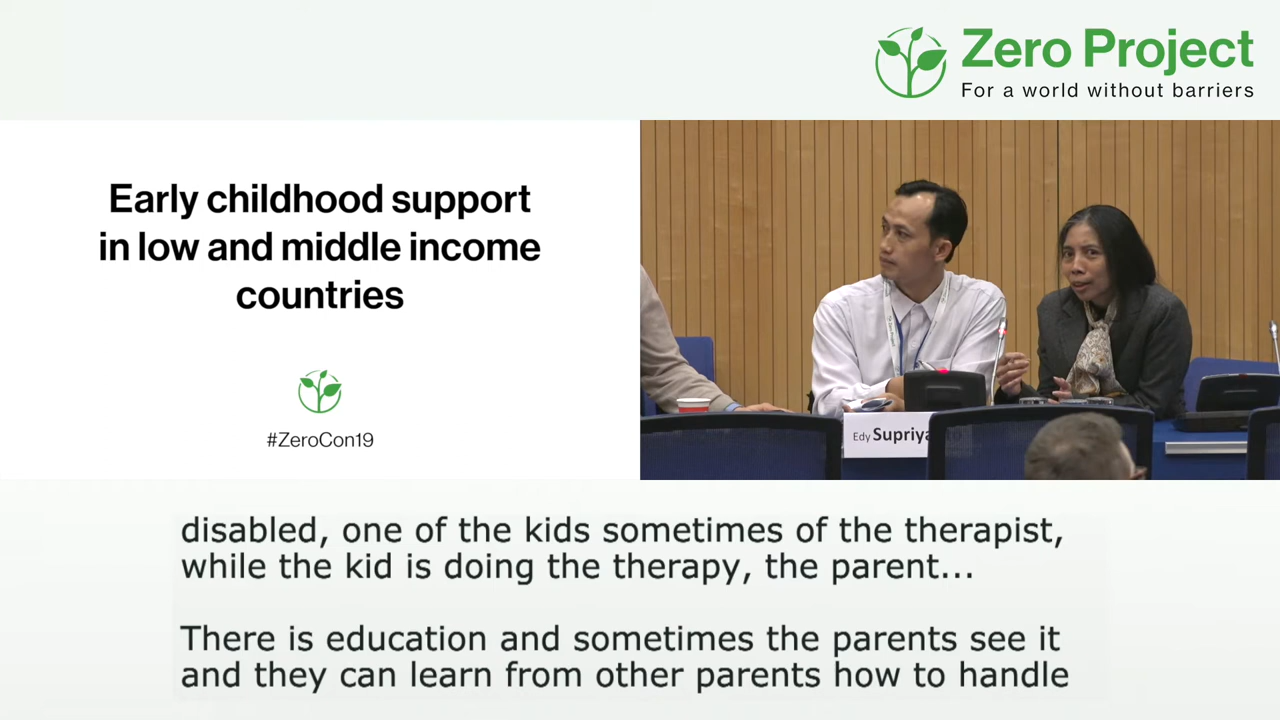 Zero Project
For a world without barriers
Early childhood support
in low and middle income
countries
#ZeroCon19
Edy
disabled, one of the kids sometimes of the therapist,
while the kid is doing the therapy, the parent...
There is education and sometimes the parents see it
and they can learn from other parents how to handle